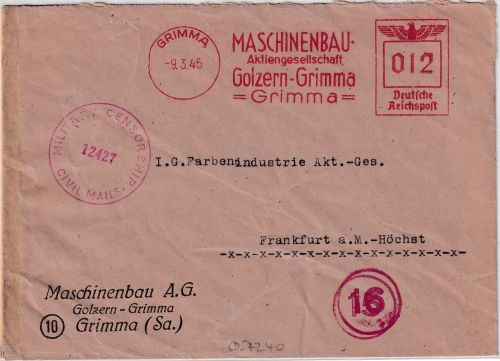 GRIMMA
-9.3.45
MASCHINENBAU-
Aktiengesellschaft
Golzern-Grimma
=Grimma=
012
Deutsche
Reichspost
MILITARY CENSORSHIP
12427
CIVIL MAILS.
I.G.Farbenindustrie Akt.-Ges.
Frankfurt a.M.-Höchst
-x-x-x-x-x-x-x-x-x-x-x-x-x-x-
Maschinenbau A.G.
Golzern - Grimma
10 Grimma (Sa.)
16